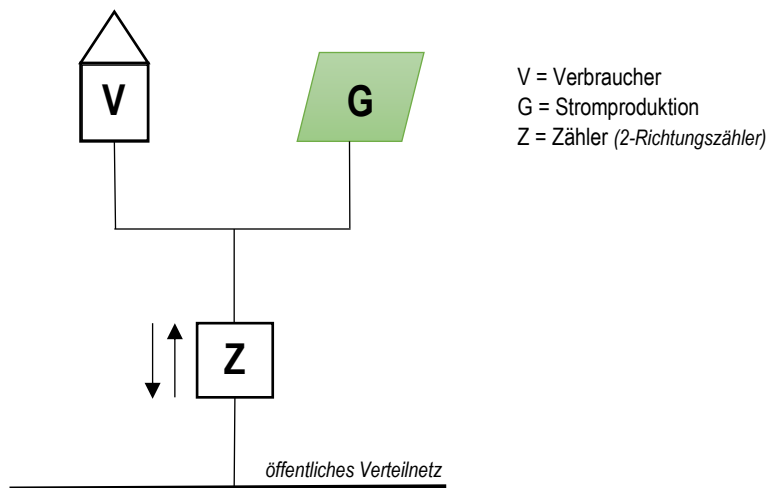 V
G
V = Verbraucher
G = Stromproduktion
Z = Zähler (2-Richtungszähler)
Z
öffentliches Verteilnetz